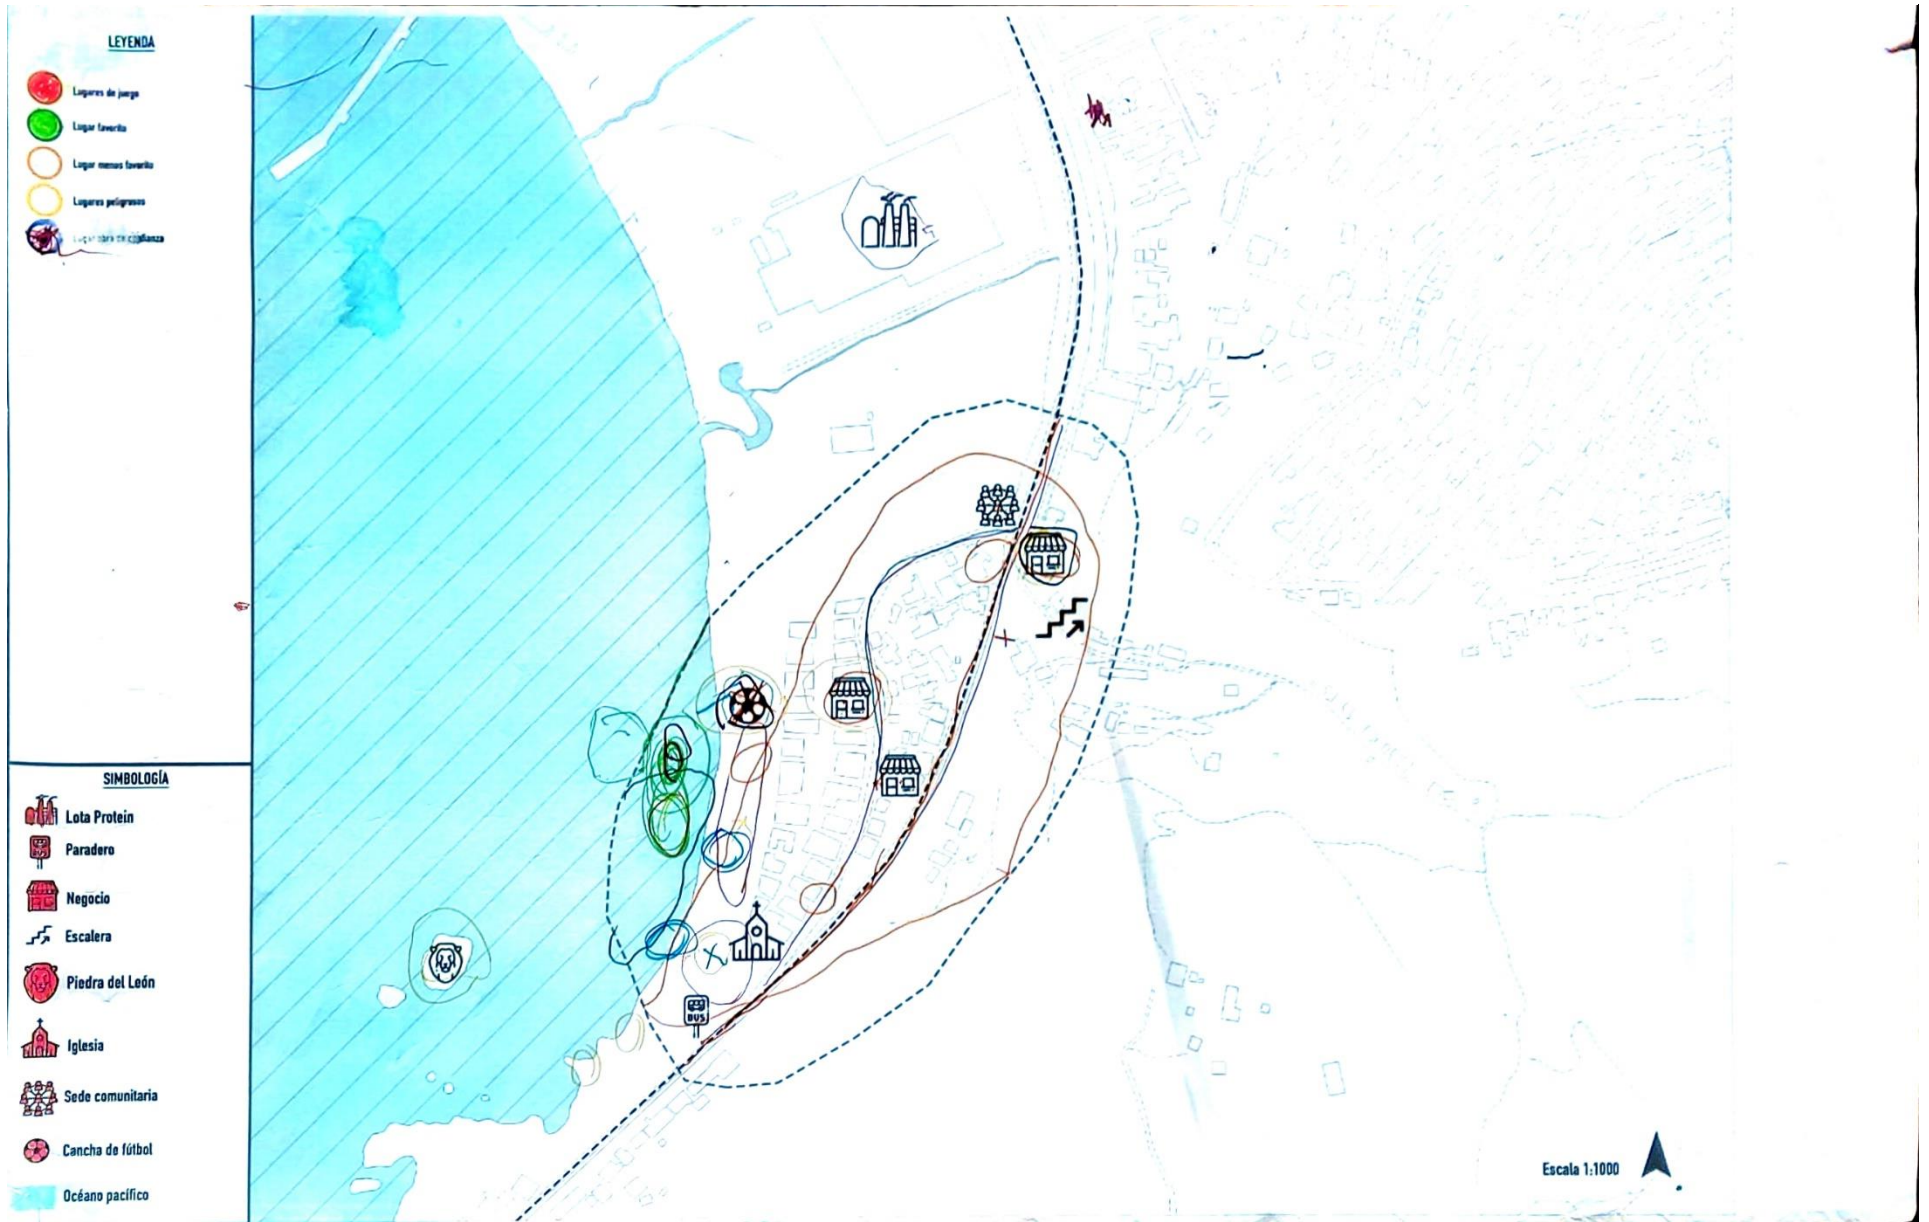 LEYENDA
Lugares de juego
Lugar favorito
Lugar menos favorito
Lugares peligrosos
confianza
SIMBOLOGÍA
Lota Protein
Paradero
Negocio
Escalera
Piedra del León
Iglesia
Sede comunitaria
Cancha de fútbol
Océano pacífico
BUS
Escala 1:1000